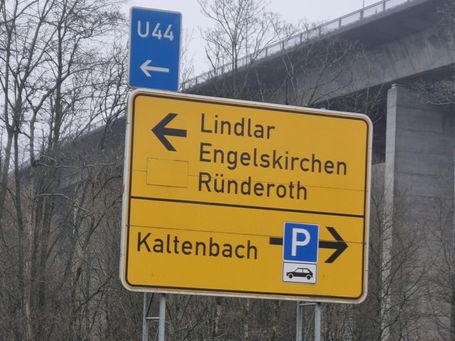 U44
Lindlar
Engelskirchen
Ründeroth
Kaltenbach
P